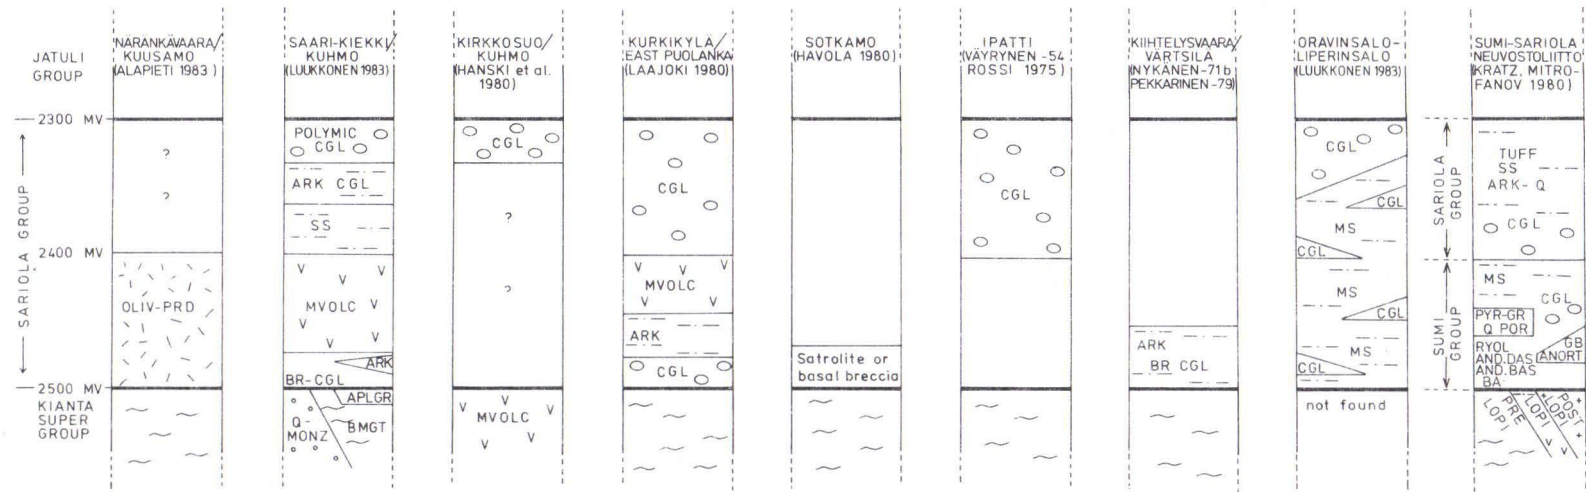 JATULI
GROUP
2300 MV
SARIOLA GROUP
2400 MV
2500 MV
KIANTA
SUPER
GROUP
NÄRÄNKÄVAARA/
KUUSAMO
(ALAPIETI 1983)
?
?
OLIV-PRD
SAARI-KIEKKI/
KUHMO
(LUUKKONEN 1983)
POLYMIC
CGL
ARK CGL
SS
MVOLC
ARK
BR-CGL
APLGR
Q-
MONZ
BMGT
KIRKKOSUO/
KUHMO
(HANSKI et al.
1980)
CGL
?
?
MVOLC
KURKIKYLÄ/
EAST PUOLANKA
(LAAJOKI 1980)
CGL
MVOLC
ARK
CGL
SOTKAMO
(HAVOLA 1980)
Satrolite or
basal breccia
IPATTI
(VÄYRYNEN -54
ROSSI 1975)
CGL
KIIHTELYSVAARA/
VÄRTSILÄ
(NYKÄNEN -71b
PEKKARINEN -79)
ARK
BR CGL
ORAVINSALO-
LIPERINSALO
(LUUKKONEN 1983)
CGL
CGL
MS
CGL
MS
CGL
MS
CGL
not found
SARIOLA
GROUP
SUMI
GROUP
SUMI-SARIOLA
NEUVOSTOLIITTO
(KRATZ, MITRO-
FANOV 1980)
TUFF
SS
ARK-Q
CGL
MS
CGL
PYR-GR
Q POR
GB
RYOL
AND.DAS
ANORT.
AND.BAS
BA
PRE
LOPI
LOPI
POST
LOPI